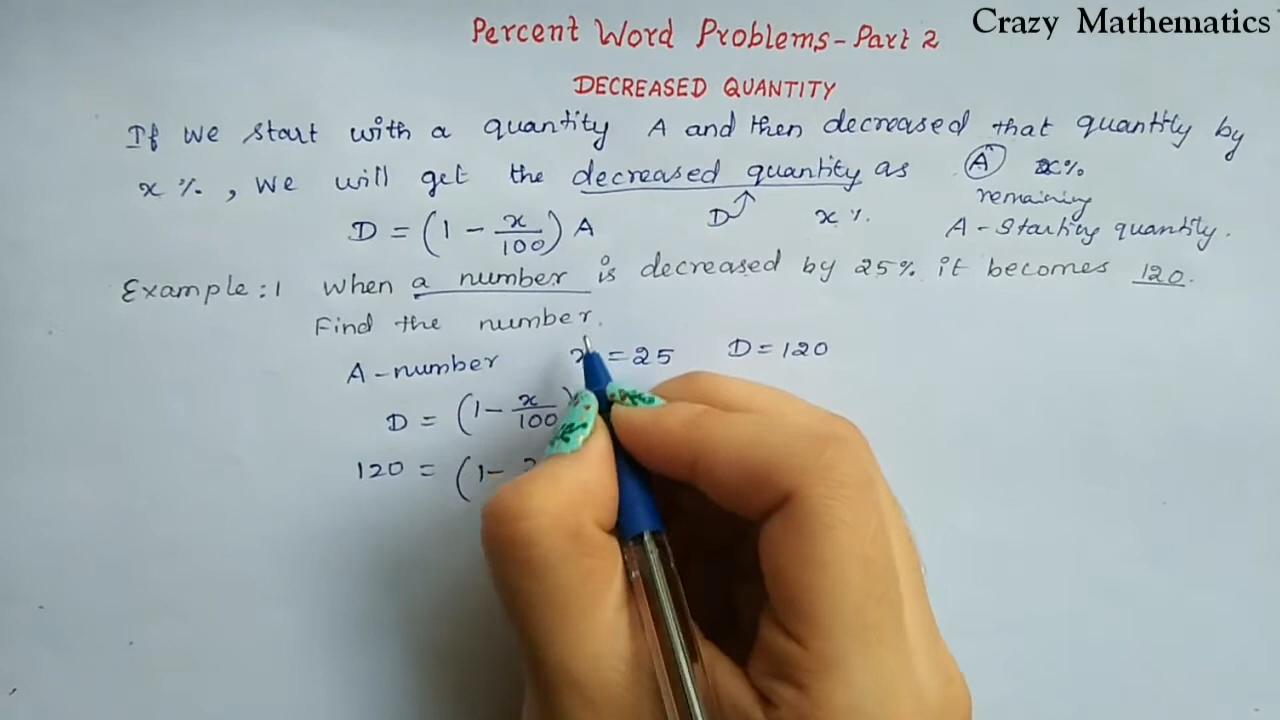 Crazy Mathematics
Percent Word Problems - Part 2
DECREASED QUANTITY
If we start with a quantity A and then decreased that quantity by
x %, we will get the decreased quantity as
A x%
remaining
D = (1 - x/100) A
D x %.
A - Starting quantity.
Example: 1 When a number is decreased by 25% it becomes 120.
Find the number.
A - number = 25 D = 120
D = (1 - x/100
120 = (1 -